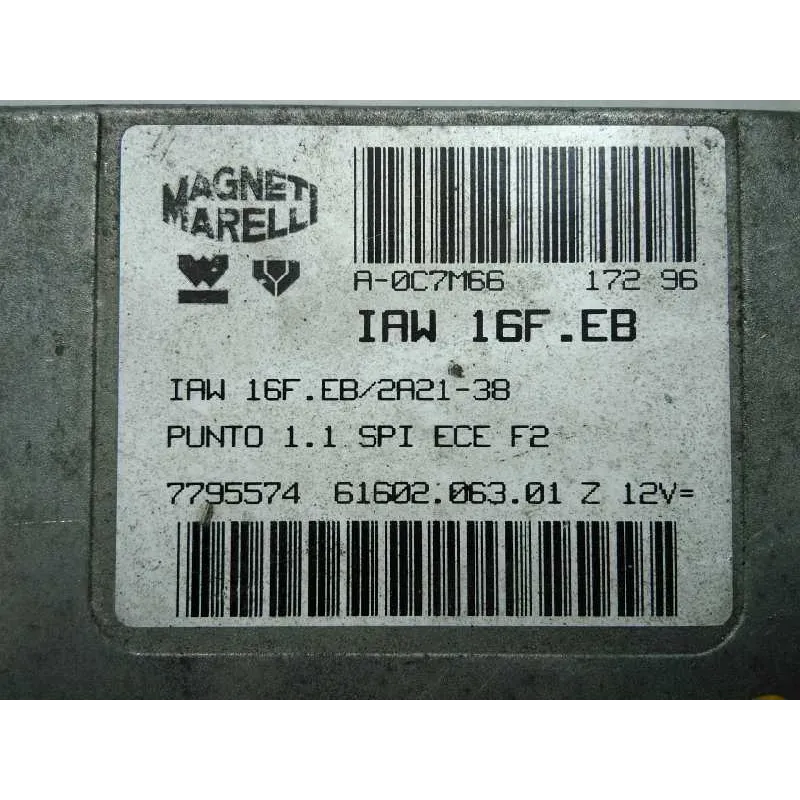 MAGNETI
MARELLI
A-0C7M66 172 96
IAW 16F.EB
IAW 16F.EB/2A21-38
PUNTO 1.1 SPI ECE F2
7795574 61602.063.01 Z 12V=